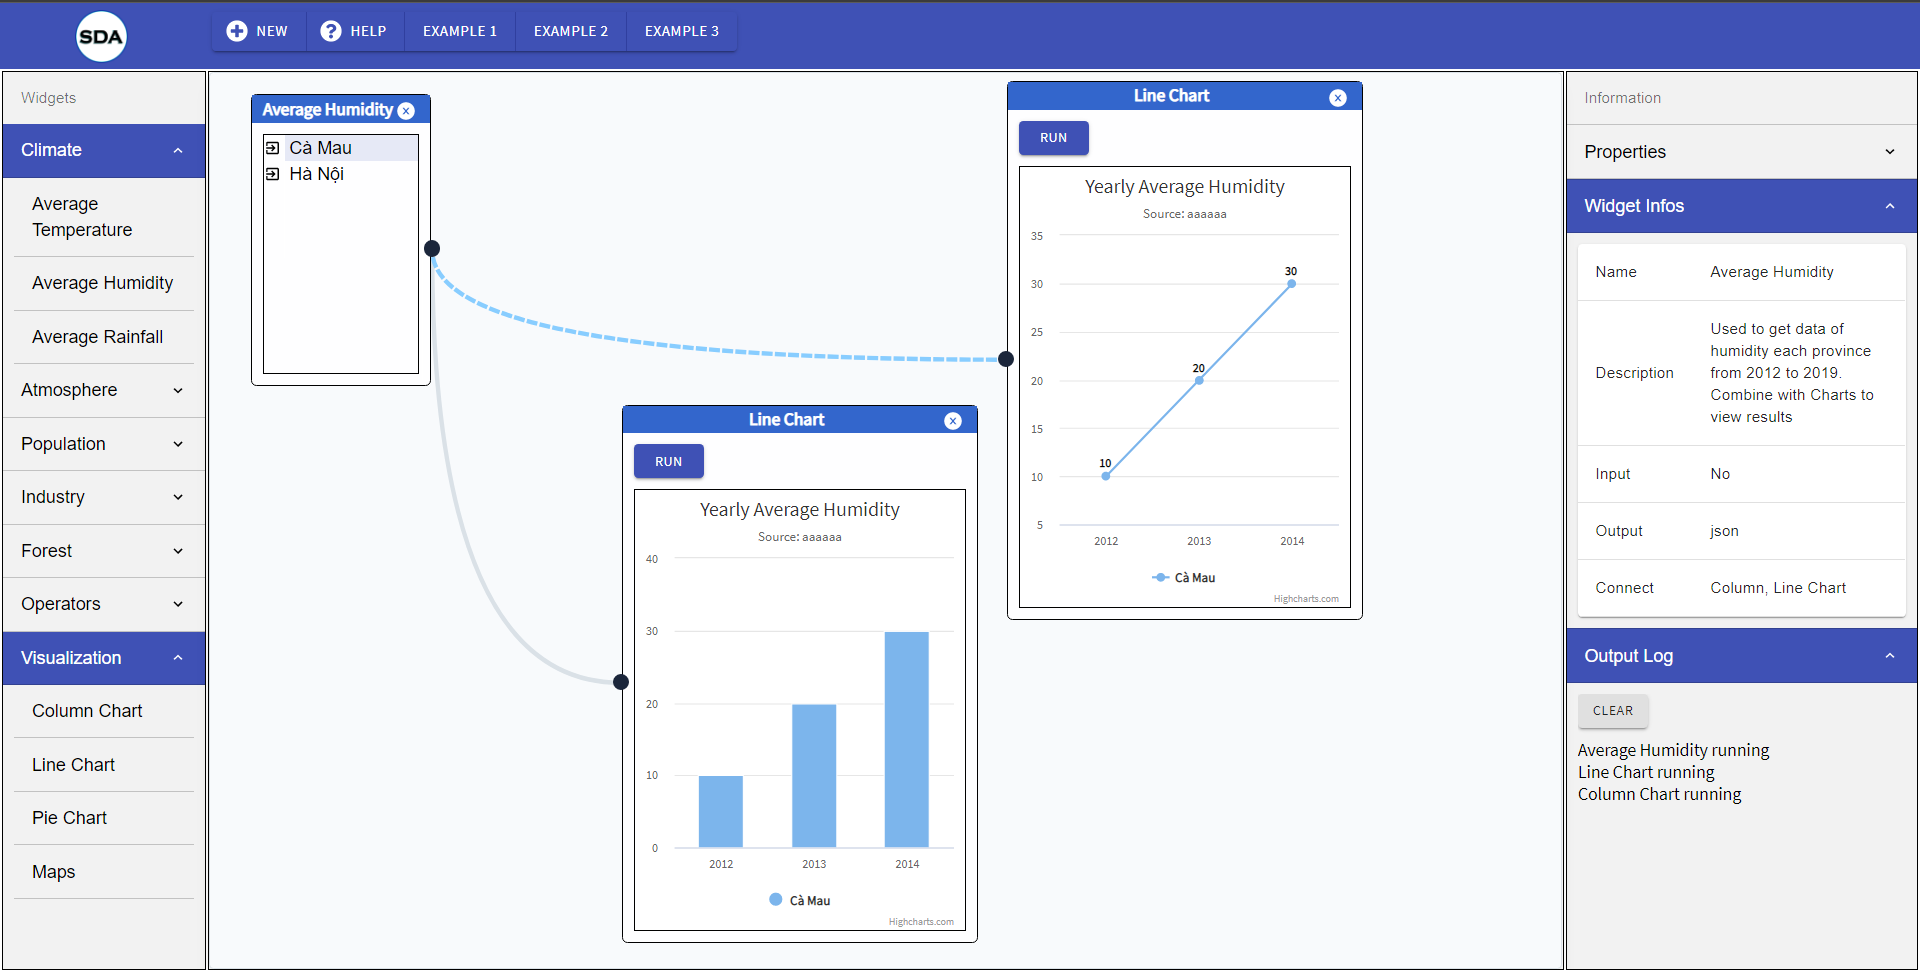 SDA
NEW
HELP
EXAMPLE 1
EXAMPLE 2
EXAMPLE 3
Widgets
Climate
Average
Temperature
Average Humidity
Average Rainfall
Atmosphere
Population
Industry
Forest
Operators
Visualization
Column Chart
Line Chart
Pie Chart
Maps
Average Humidity
Cà Mau
Hà Nội
Line Chart
RUN
Yearly Average Humidity
Source: aaaaaa
40
30
20
10
0
2012
2013
2014
Cà Mau
Highcharts.com
Line Chart
RUN
Yearly Average Humidity
Source: aaaaaa
35
30
25
20
15
10
5
10
20
30
2012
2013
2014
Cà Mau
Highcharts.com
Information
Properties
Widget Infos
Name
Average Humidity
Description
Used to get data of
humidity each province
from 2012 to 2019.
Combine with Charts to
view results
Input
No
Output
json
Connect
Column, Line Chart
Output Log
CLEAR
Average Humidity running
Line Chart running
Column Chart running